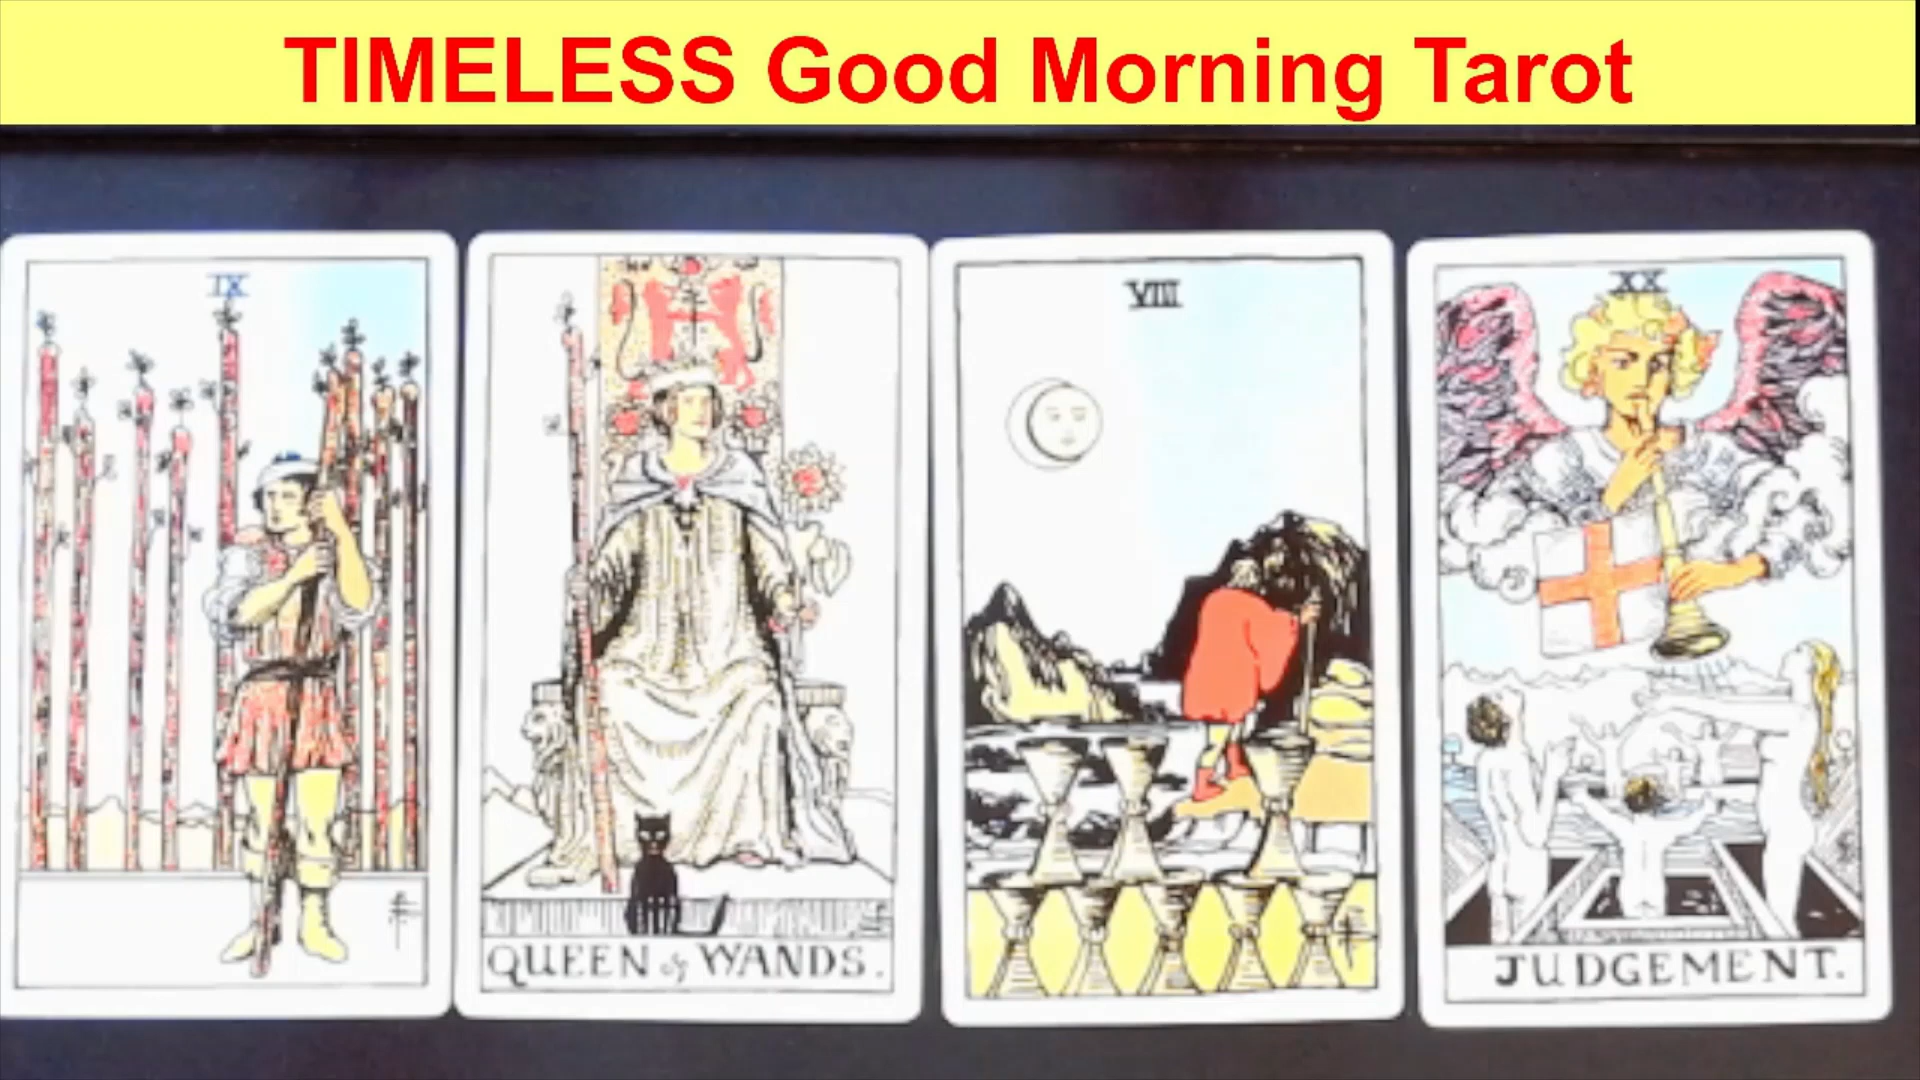 TIMELESS Good Morning Tarot
IX
VIII
XX
QUEEN of WANDS.
JUDGEMENT.